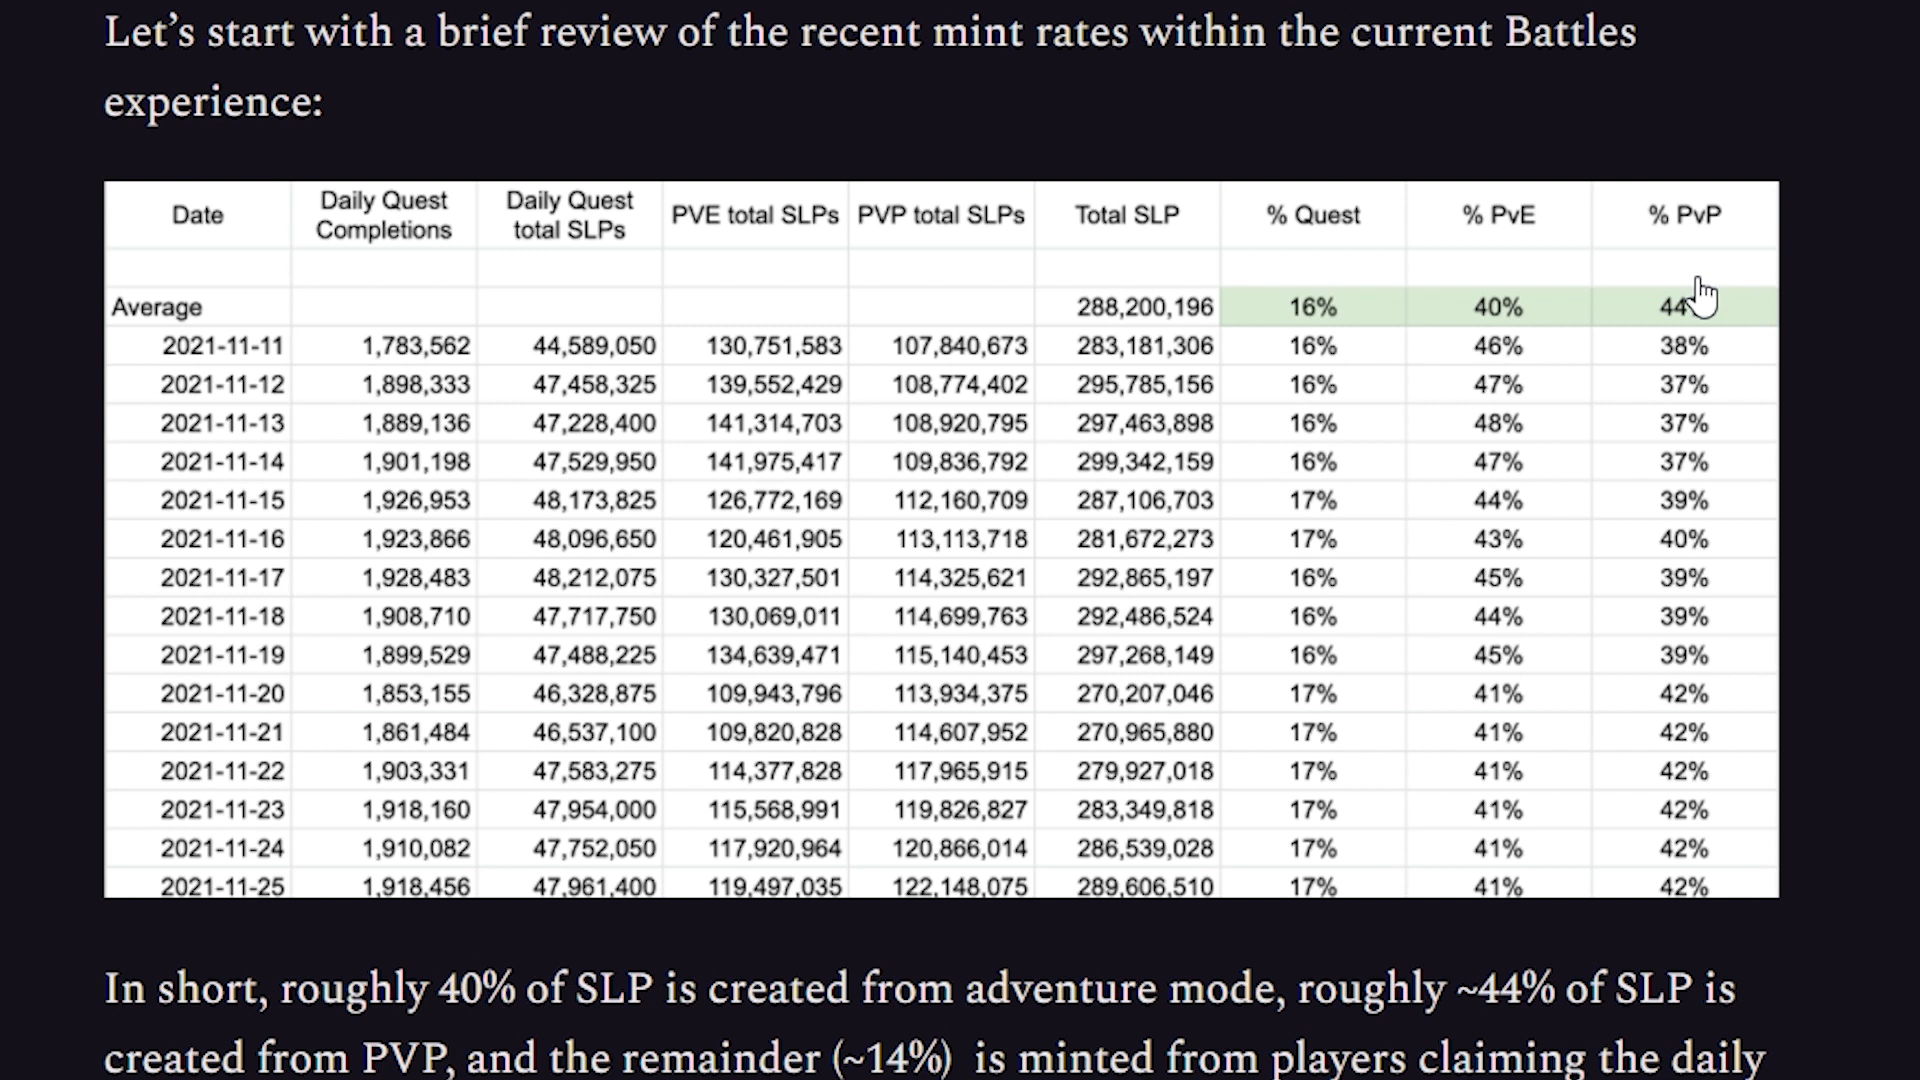 Let’s start with a brief review of the recent mint rates within the current Battles
experience:
Date Daily Quest Completions Daily Quest total SLPs PVE total SLPs PVP total SLPs Total SLP % Quest % PvE % PvP
Average 288,200,196 16% 40% 44
2021-11-11 1,783,562 44,589,050 130,751,583 107,840,673 283,181,306 16% 46% 38%
2021-11-12 1,898,333 47,458,325 139,552,429 108,774,402 295,785,156 16% 47% 37%
2021-11-13 1,889,136 47,228,400 141,314,703 108,920,795 297,463,898 16% 48% 37%
2021-11-14 1,901,198 47,529,950 141,975,417 109,836,792 299,342,159 16% 47% 37%
2021-11-15 1,926,953 48,173,825 126,772,169 112,160,709 287,106,703 17% 44% 39%
2021-11-16 1,923,866 48,096,650 120,461,905 113,113,718 281,672,273 17% 43% 40%
2021-11-17 1,928,483 48,212,075 130,327,501 114,325,621 292,865,197 16% 45% 39%
2021-11-18 1,908,710 47,717,750 130,069,011 114,699,763 292,486,524 16% 44% 39%
2021-11-19 1,899,529 47,488,225 134,639,471 115,140,453 297,268,149 16% 45% 39%
2021-11-20 1,853,155 46,328,875 109,943,796 113,934,375 270,207,046 17% 41% 42%
2021-11-21 1,861,484 46,537,100 109,820,828 114,607,952 270,965,880 17% 41% 42%
2021-11-22 1,903,331 47,583,275 114,377,828 117,965,915 279,927,018 17% 41% 42%
2021-11-23 1,918,160 47,954,000 115,568,991 119,826,827 283,349,818 17% 41% 42%
2021-11-24 1,910,082 47,752,050 117,920,964 120,866,014 286,539,028 17% 41% 42%
2021-11-25 1,918,456 47,961,400 119,497,035 122,148,075 289,606,510 17% 41% 42%
In short, roughly 40% of SLP is created from adventure mode, roughly ~44% of SLP is
created from PVP, and the remainder (~14%) is minted from players claiming the daily